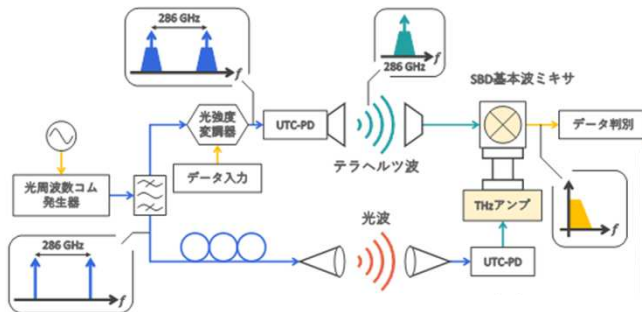 286 GHz
f
286 GHz
f
SBD基本波ミキサ
光強度
変調器
UTC-PD
データ判別
テラヘルツ波
データ入力
光周波数コム
発生器
THzアンプ
f
286 GHz
f
光波
UTC-PD